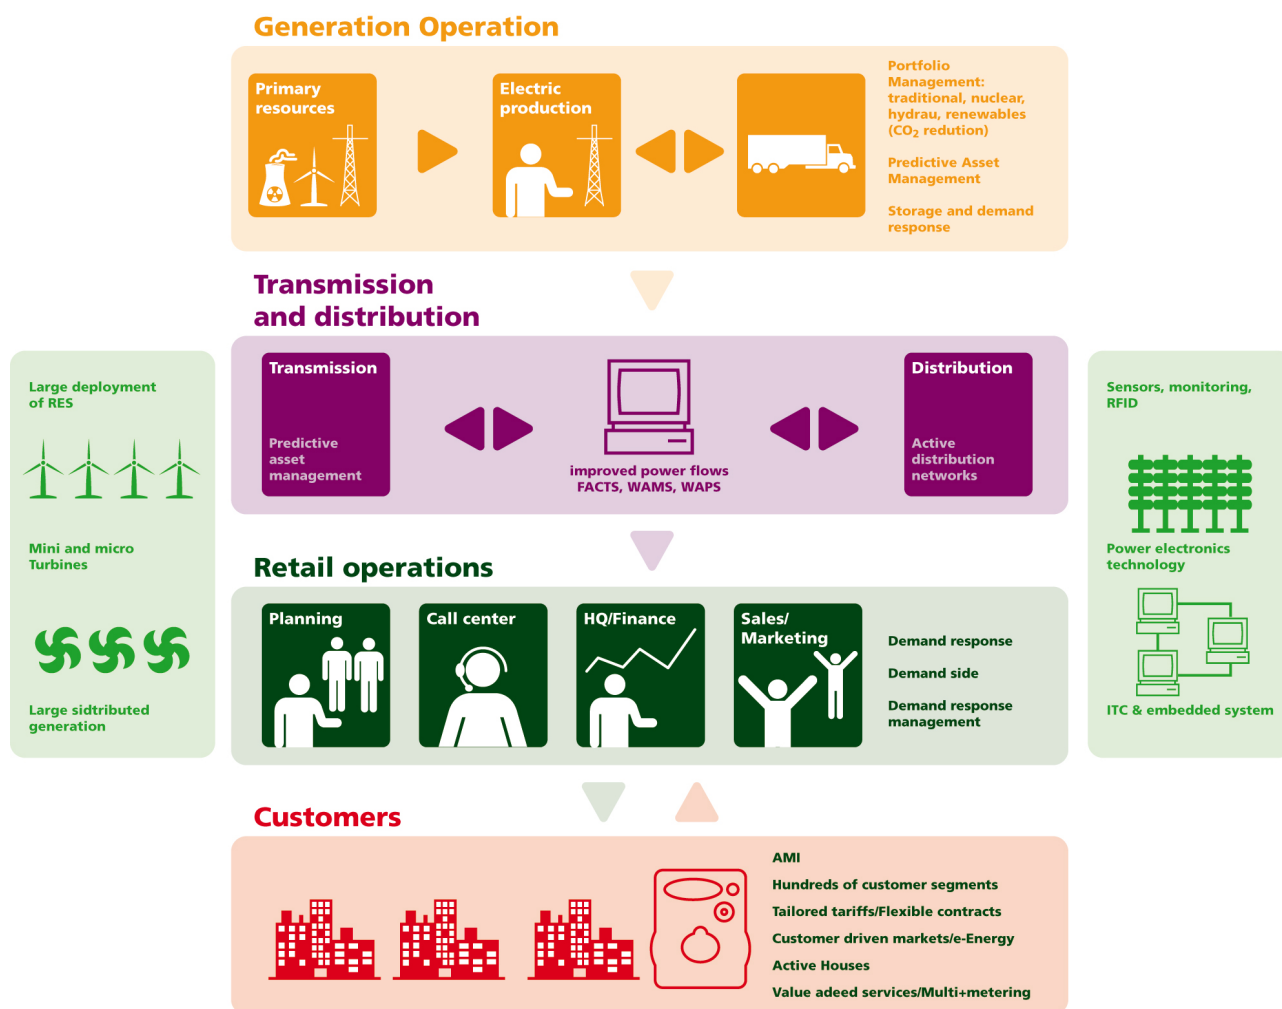 Generation Operation
Primary
resources
Electric
production
Portfolio
Management:
traditional, nuclear,
hydrau, renewables
(CO₂ redution)
Predictive Asset
Management
Storage and demand
response
Transmission
and distribution
Transmission
Predictive
asset
management
improved power flows
FACTS, WAMS, WAPS
Distribution
Active
distribution
networks
Large deployment
of RES
Mini and micro
Turbines
Large sidtributed
generation
Sensors, monitoring,
RFID
Power electronics
technology
ITC & embedded system
Retail operations
Planning
Call center
HQ/Finance
Sales/
Marketing
Demand response
Demand side
Demand response
management
Customers
AMI
Hundreds of customer segments
Tailored tariffs/Flexible contracts
Customer driven markets/e-Energy
Active Houses
Value adeed services/Multi+metering